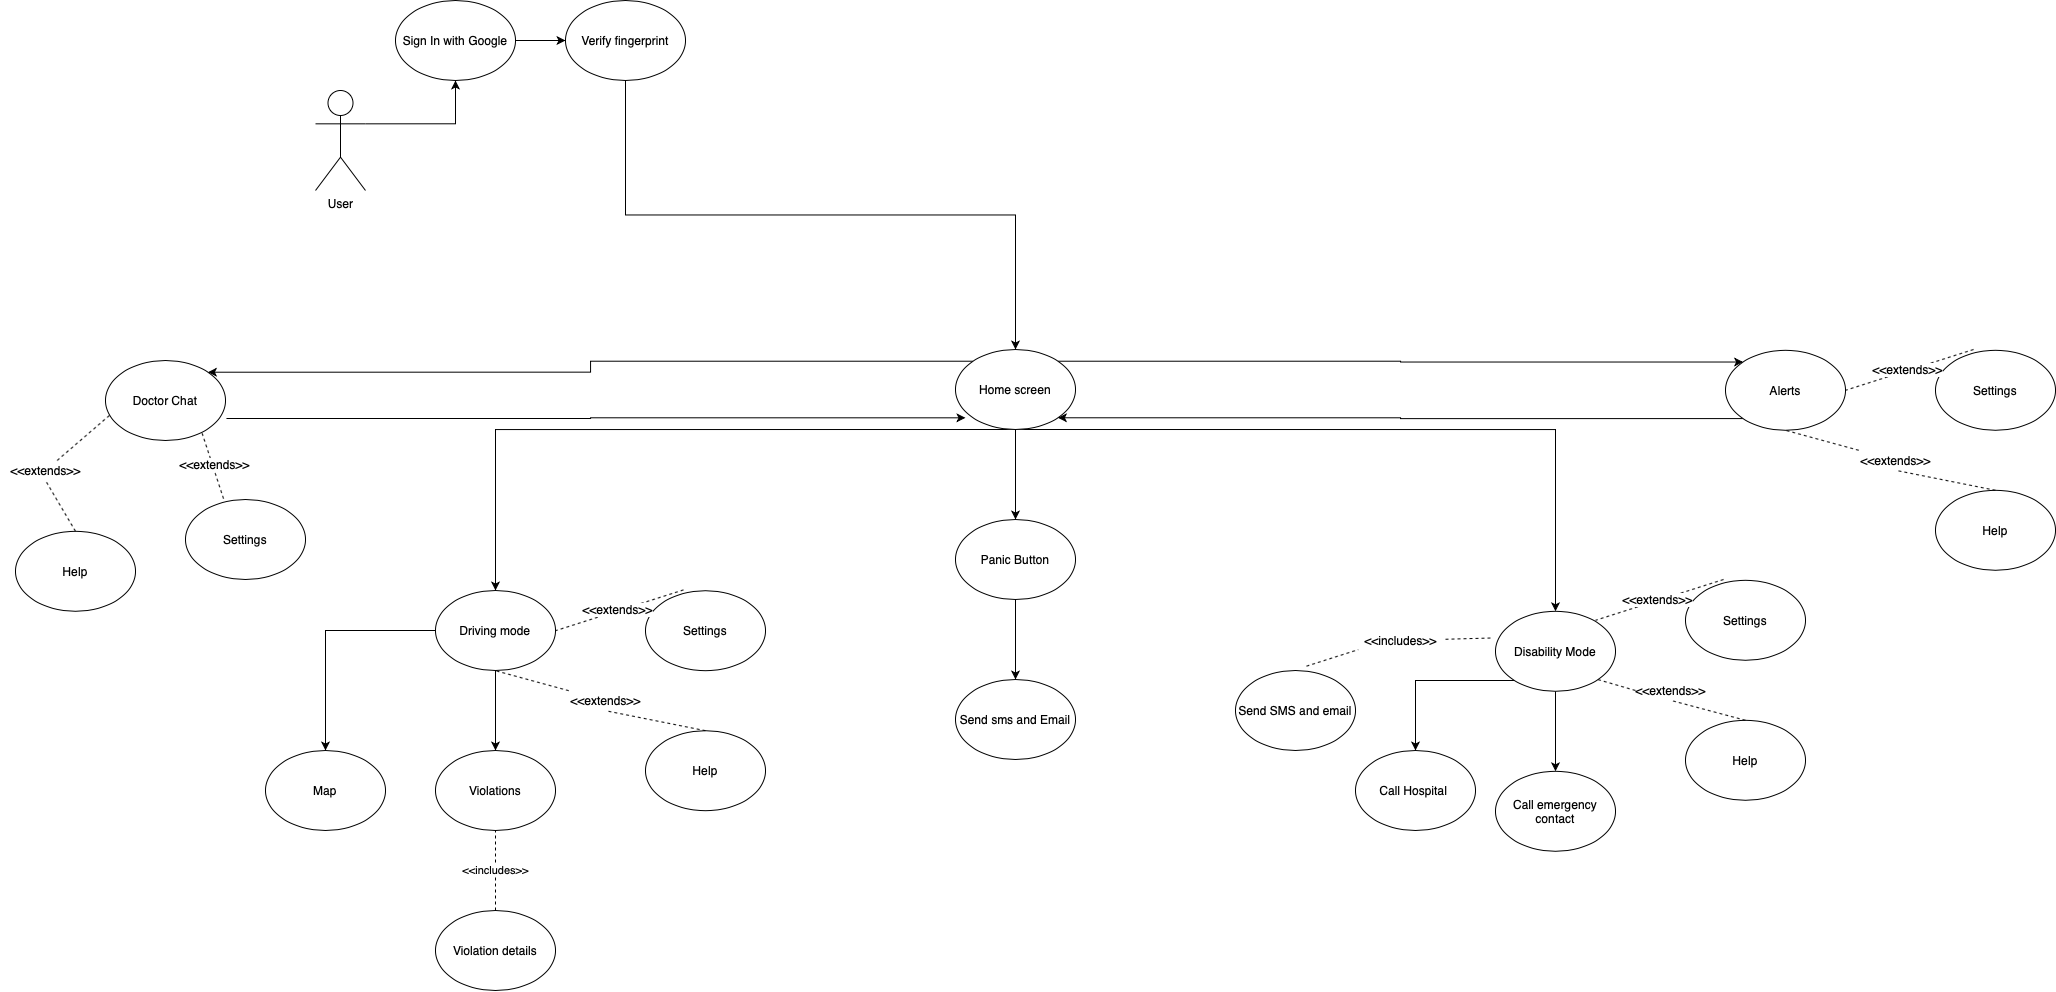 Sign In with Google
Verify fingerprint
User
Home screen
Doctor Chat
Alerts
<<extends>>
Settings
<<extends>>
<<extends>>
<<extends>>
Help
Settings
Help
Panic Button
Driving mode
<<extends>>
Settings
<<extends>>
Help
Map
Violations
<<includes>>
Violation details
Send sms and Email
Disability Mode
<<extends>>
Settings
<<includes>>
Send SMS and email
<<extends>>
Help
Call Hospital
Call emergency
contact